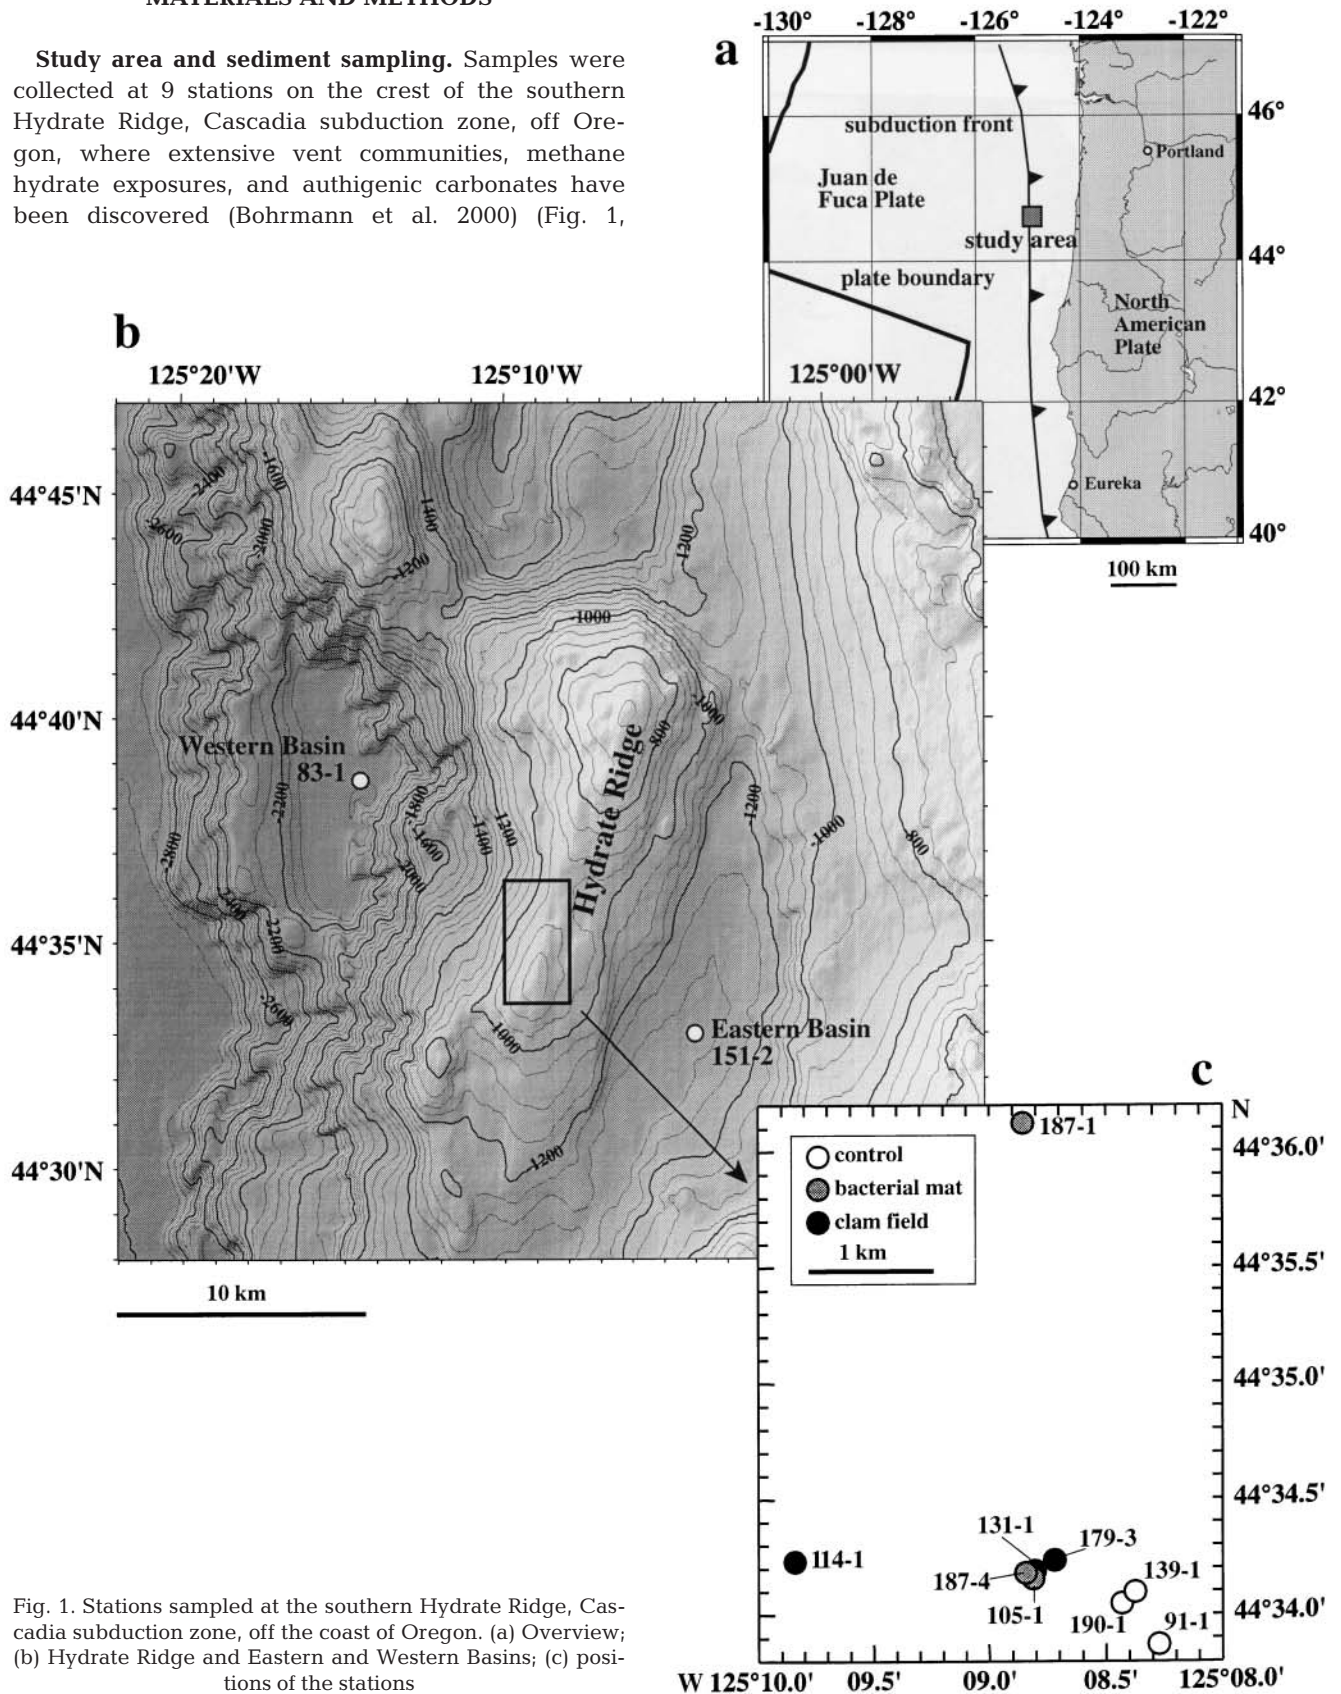 MATERIALS AND METHODS
Study area and sediment sampling. Samples were
collected at 9 stations on the crest of the southern
Hydrate Ridge, Cascadia subduction zone, off Ore-
gon, where extensive vent communities, methane
hydrate exposures, and authigenic carbonates have
been discovered (Bohrmann et al. 2000) (Fig. 1,
a
-130° -128° -126° -124° -122°
46°
subduction front
Portland
Juan de
Fuca Plate
study area
44°
plate boundary
North
American
Plate
42°
Eureka
40°
100 km
b
125°20'W 125°10'W 125°00'W
44°45'N
44°40'N
44°35'N
44°30'N
-2400
-1600
-2600
-2000
1400
-1200
-1200
-1000
-1000
800
Western Basin
83-1
Hydrate Ridge
-2200
-1800
-1600
-1400
1200
-2000
-2800
-2400
2200
-2600
-1200
-1000
800
1000
Eastern Basin
151-2
-1200
10 km
c
N
187-1
control
bacterial mat
clam field
1 km
44°36.0'
44°35.5'
44°35.0'
44°34.5'
44°34.0'
131-1
179-3
114-1
187-4
139-1
105-1
190-1
91-1
W 125°10.0' 09.5' 09.0' 08.5' 125°08.0'
Fig. 1. Stations sampled at the southern Hydrate Ridge, Cas-
cadia subduction zone, off the coast of Oregon. (a) Overview;
(b) Hydrate Ridge and Eastern and Western Basins; (c) posi-
tions of the stations